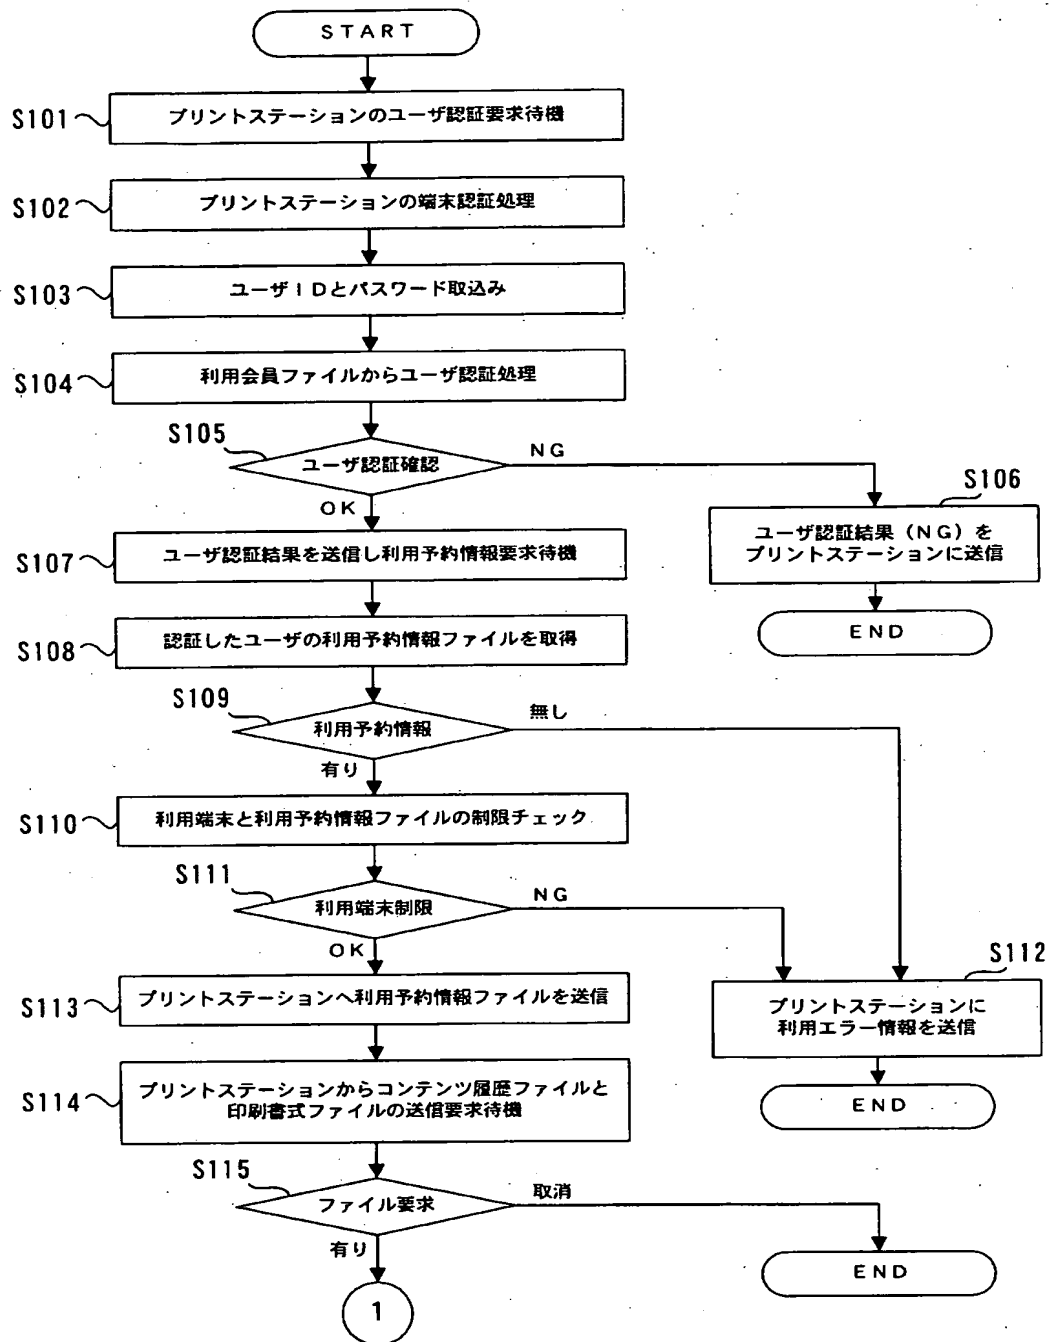 START
S101
プリントステーションのユーザ認証要求待機
S102
プリントステーションの端末認証処理
S103
ユーザIDとパスワード取込み
S104
利用会員ファイルからユーザ認証処理
S105
ユーザ認証確認
NG
OK
S106
ユーザ認証結果(NG)を
プリントステーションに送信
END
S107
ユーザ認証結果を送信し利用予約情報要求待機
S108
認証したユーザの利用予約情報ファイルを取得
S109
利用予約情報
無し
有り
S110
利用端末と利用予約情報ファイルの制限チェック
S111
利用端末制限
NG
OK
S112
プリントステーションに
利用エラー情報を送信
END
S113
プリントステーションへ利用予約情報ファイルを送信
S114
プリントステーションからコンテンツ履歴ファイルと
印刷書式ファイルの送信要求待機
S115
ファイル要求
取消
有り
END
1